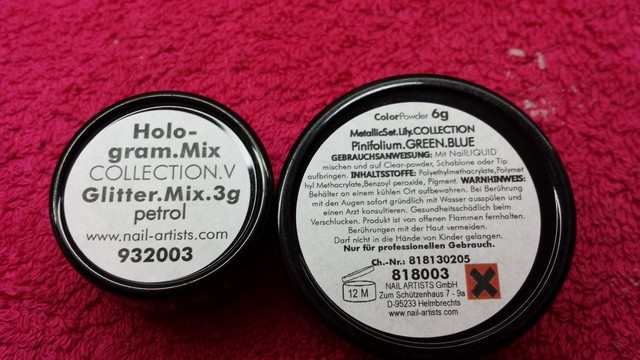 Holo-
gram.Mix
COLLECTION.V
Glitter.Mix.3g
petrol
www.nail-artists.com
932003
ColorPowder 6g
MetallicSet.Lily.COLLECTION
Pinifolium.GREEN.BLUE
GEBRAUCHSANWEISUNG: Mit NailLIQUID
mischen und auf Clear-powder, Schablone oder Tip
aufbringen. INHALTSSTOFFE: Polyethylmethacrylate,Polymet
hyl Methacrylate,Benzoyl peroxide, Pigment. WARNHINWEIS:
Behälter an einem kühlen Ort aufbewahren. Bei Berührung
mit den Augen sofort gründlich mit Wasser ausspülen und
einen Arzt konsultieren. Gesundheitsschädlich beim
Verschlucken. Produkt ist von offenen Flammen fernhalten.
Berührungen mit der Haut vermeiden.
Darf nicht in die Hände von Kinder gelangen.
Nur für professionellen Gebrauch.
Ch.-Nr.: 818130205
818003
12 M
NAIL ARTISTS GmbH
Zum Schützenhaus 7 - 9a
D-95233 Helmbrechts
www.nail-artists.com